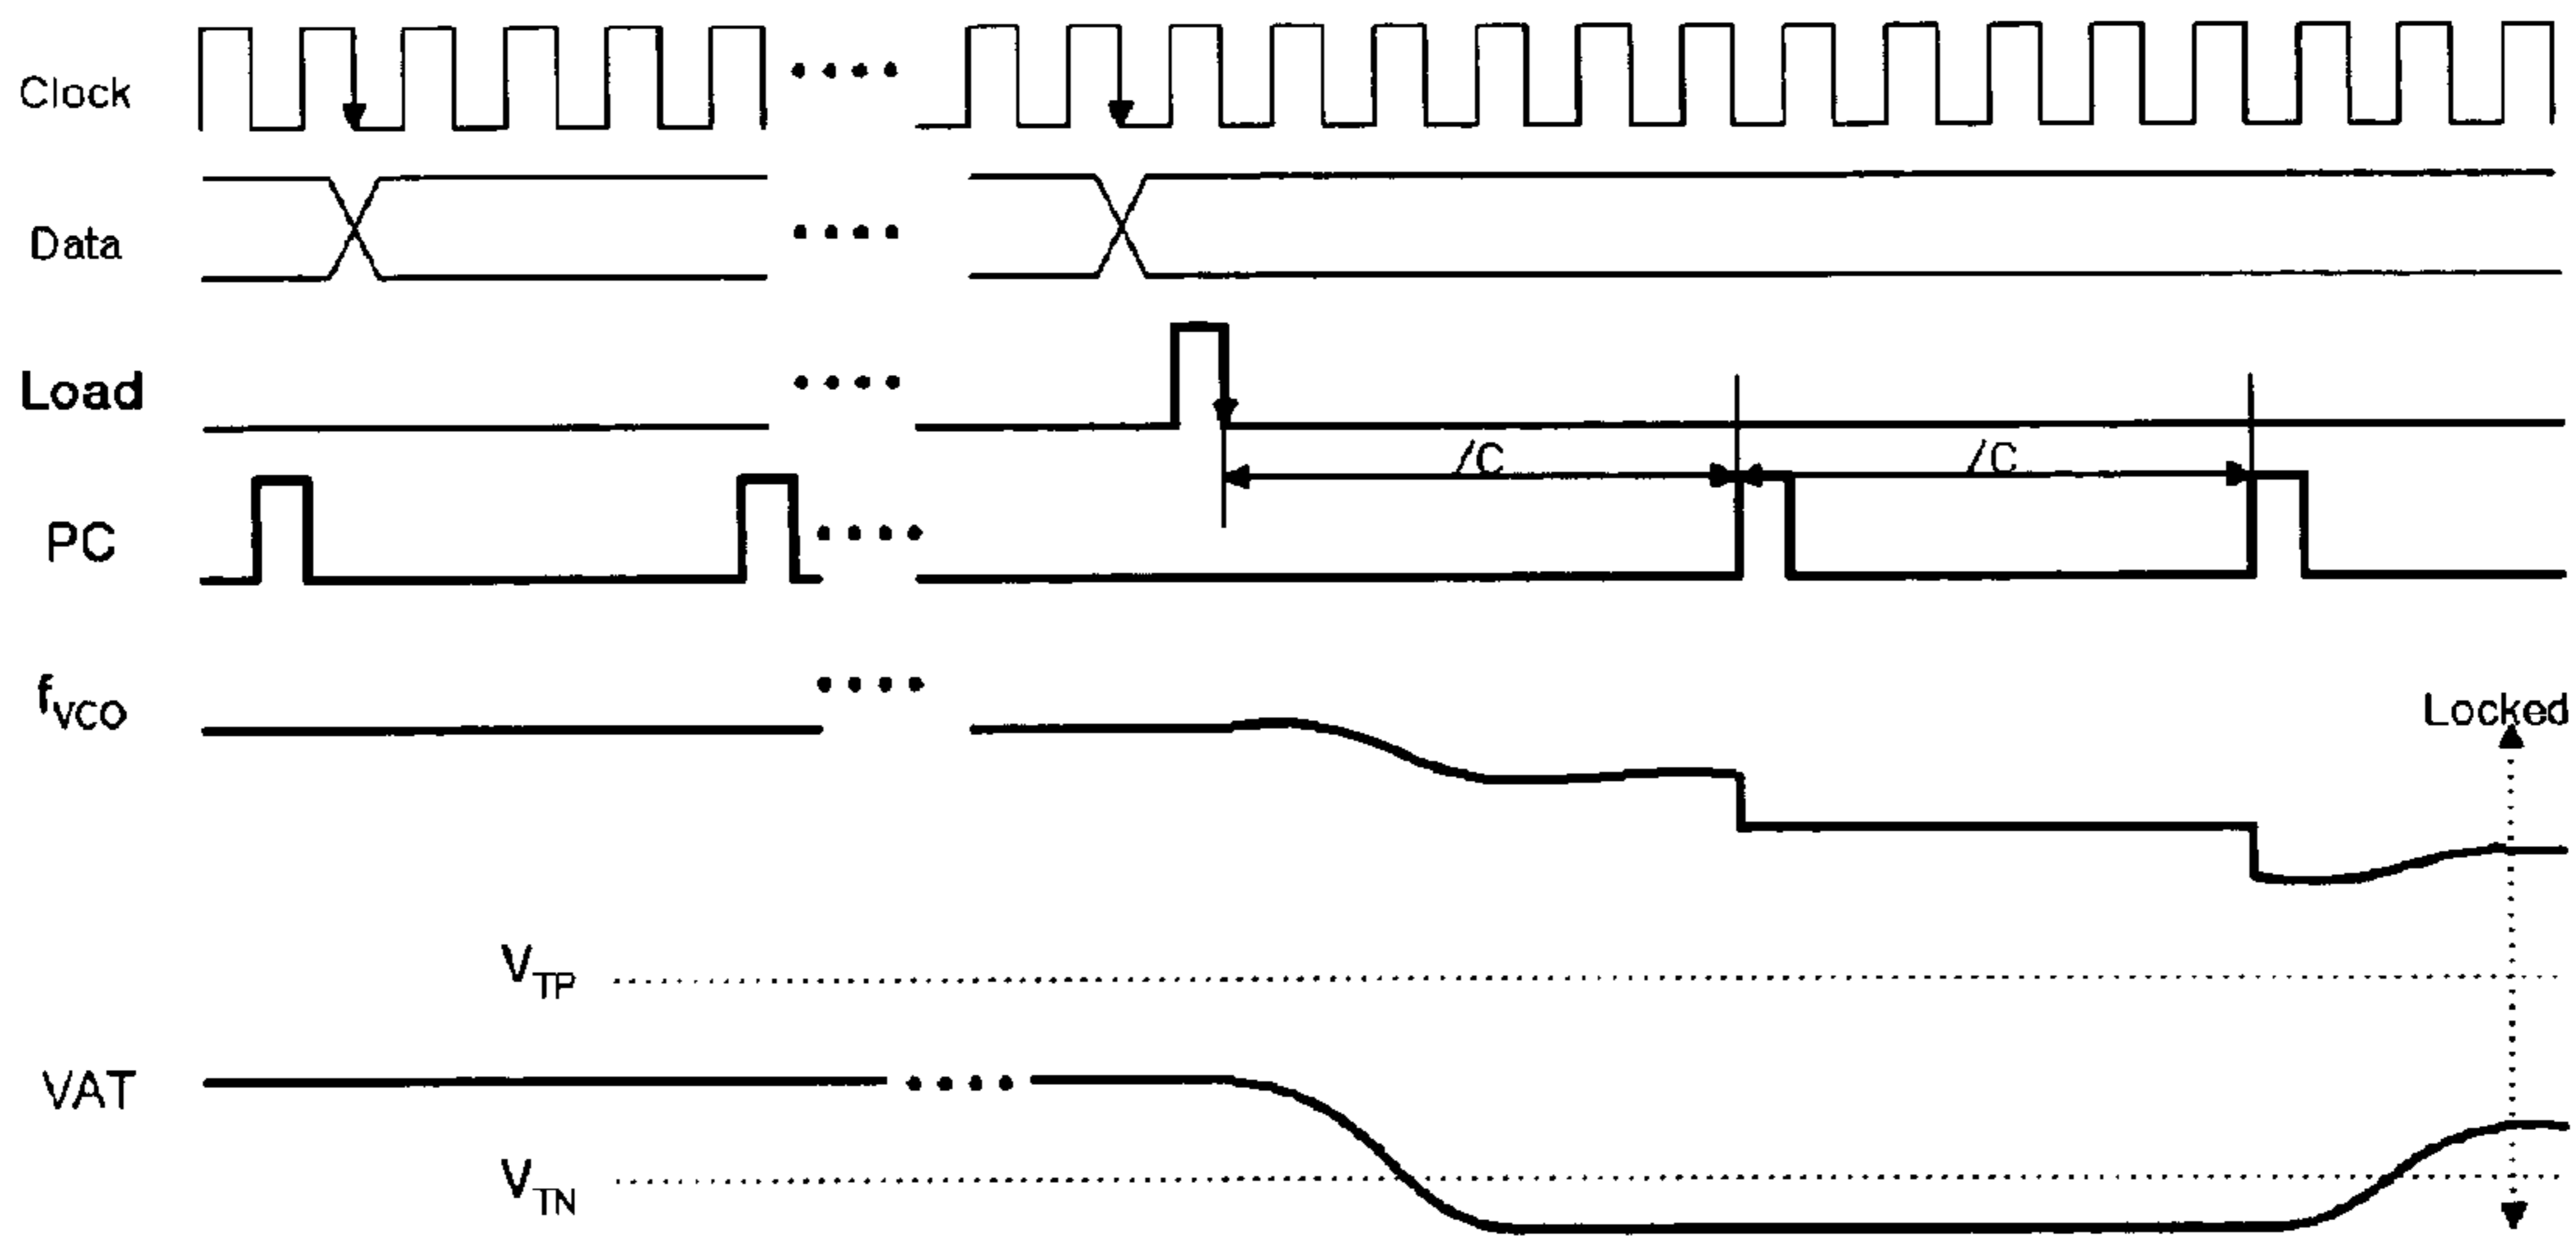 Clock
Data
Load
/C /C
PC
fVCO
Locked
VTP
VAT
VTN